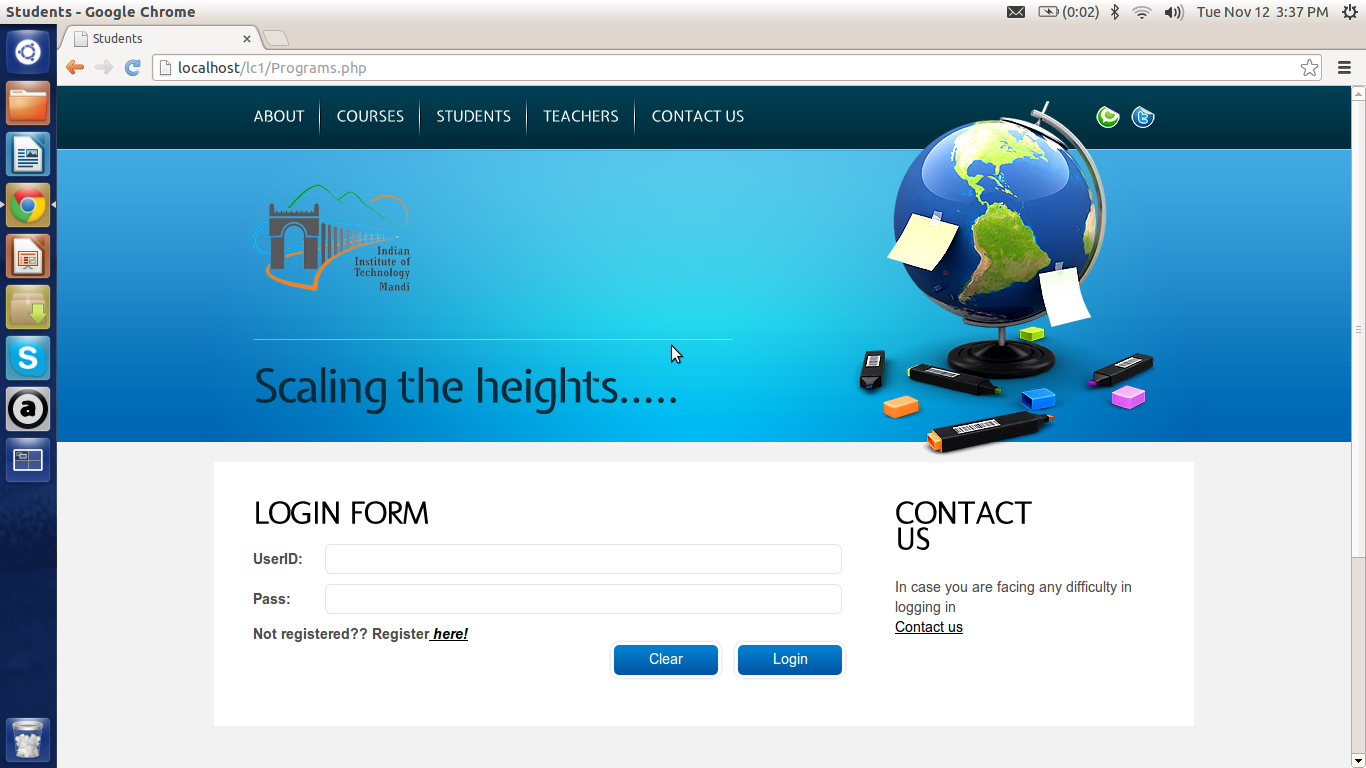 Students - Google Chrome
(0:02)
Tue Nov 12 3:37 PM
Students
localhost/lc1/Programs.php
ABOUT
COURSES
STUDENTS
TEACHERS
CONTACT US
Indian
Institute of
Technology
Mandi
Scaling the heights.....
LOGIN FORM
UserID:
Pass:
Not registered?? Register here!
Clear
Login
CONTACT
US
In case you are facing any difficulty in
logging in
Contact us